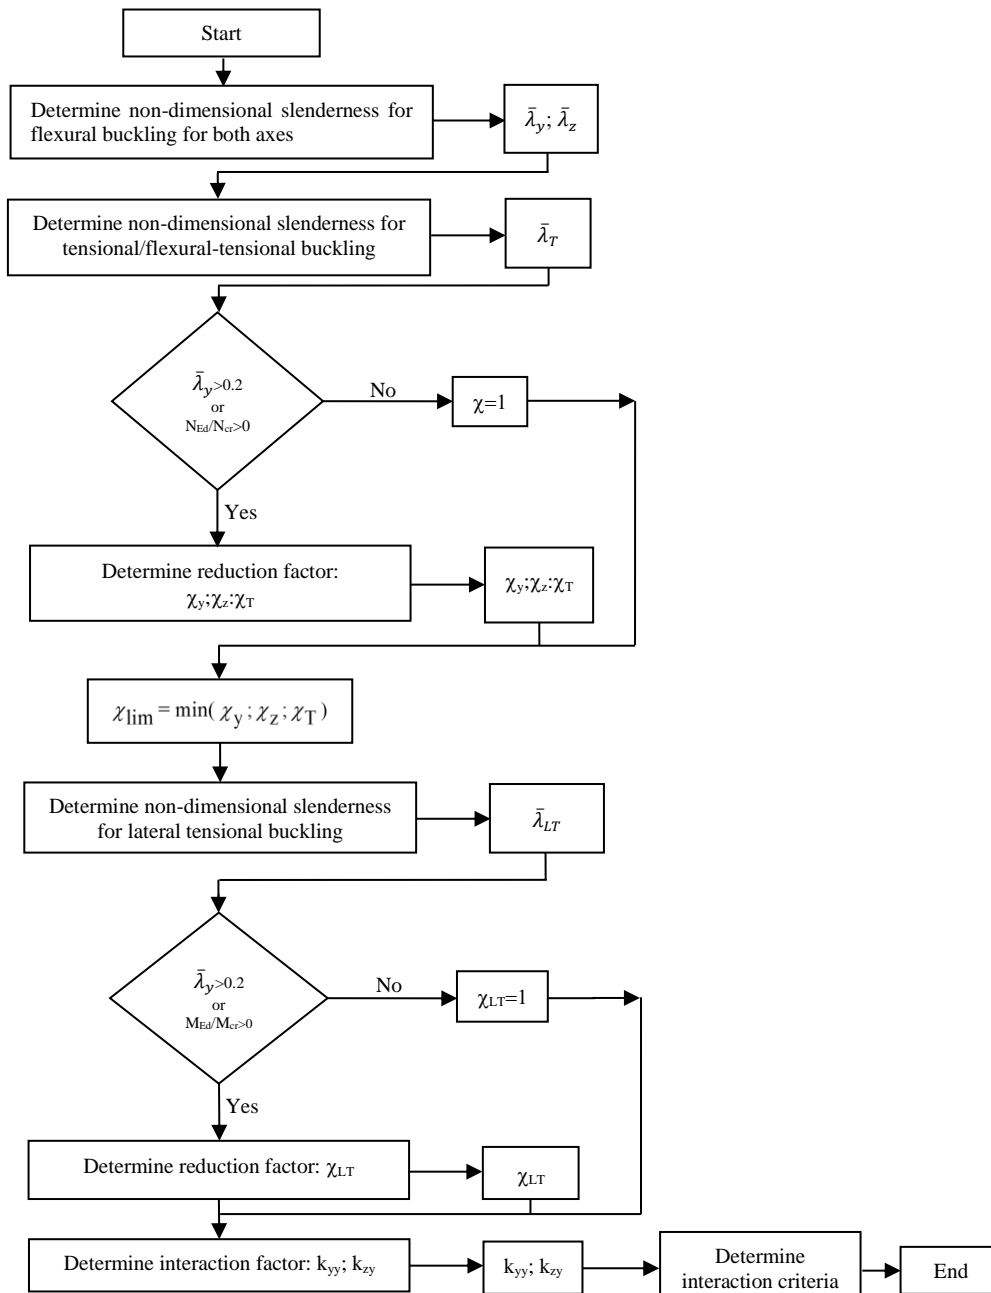 Start
Determine non-dimensional slenderness for
flexural buckling for both axes
λ̄y; λ̄z
Determine non-dimensional slenderness for
tensional/flexural-tensional buckling
λ̄T
λ̄y>0.2
or
NEd/Ncr>0
No
χ=1
Yes
Determine reduction factor:
χy;χz:χT
χy;χz:χT
χlim = min( χy ; χz ; χT )
Determine non-dimensional slenderness
for lateral tensional buckling
λ̄LT
λ̄y>0.2
or
MEd/Mcr>0
No
χLT=1
Yes
Determine reduction factor: χLT
χLT
Determine interaction factor: kyy; kzy
kyy; kzy
Determine
interaction criteria
End